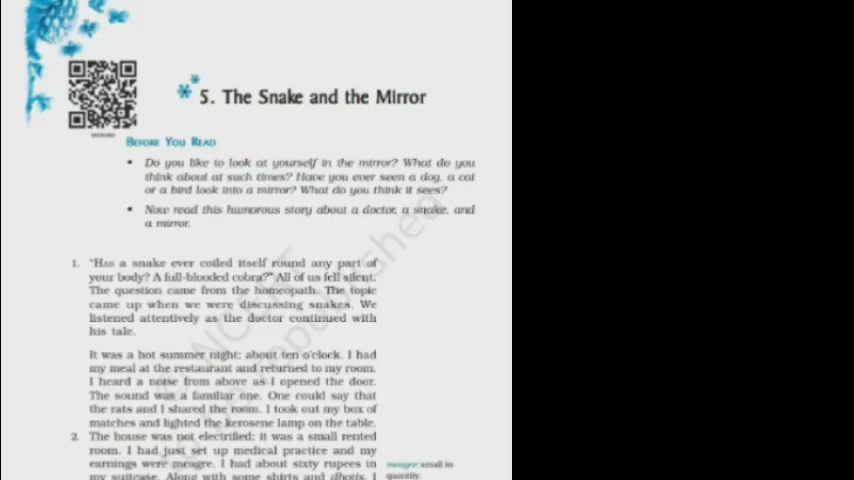 5. The Snake and the Mirror
BEFORE YOU READ
• Do you like to look at yourself in the mirror? What do you
think about at such times? Have you ever seen a dog, a cat
or a bird look into a mirror? What do you think it sees?
• Now read this humorous story about a doctor, a snake, and
a mirror.
1. “HAS a snake ever coiled itself round any part of
your body? A full-blooded cobra?” All of us fell silent.
The question came from the homeopath. The topic
came up when we were discussing snakes. We
listened attentively as the doctor continued with
his tale.
It was a hot summer night; about ten o’clock. I had
my meal at the restaurant and returned to my room.
I heard a noise from above as I opened the door.
The sound was a familiar one. One could say that
the rats and I shared the room. I took out my box of
matches and lighted the kerosene lamp on the table.
2. The house was not electrified; it was a small rented
room. I had just set up medical practice and my
earnings were meagre. I had about sixty rupees in
meagre: small in
quantity.
my suitcase. Along with some shirts and dhotis, I